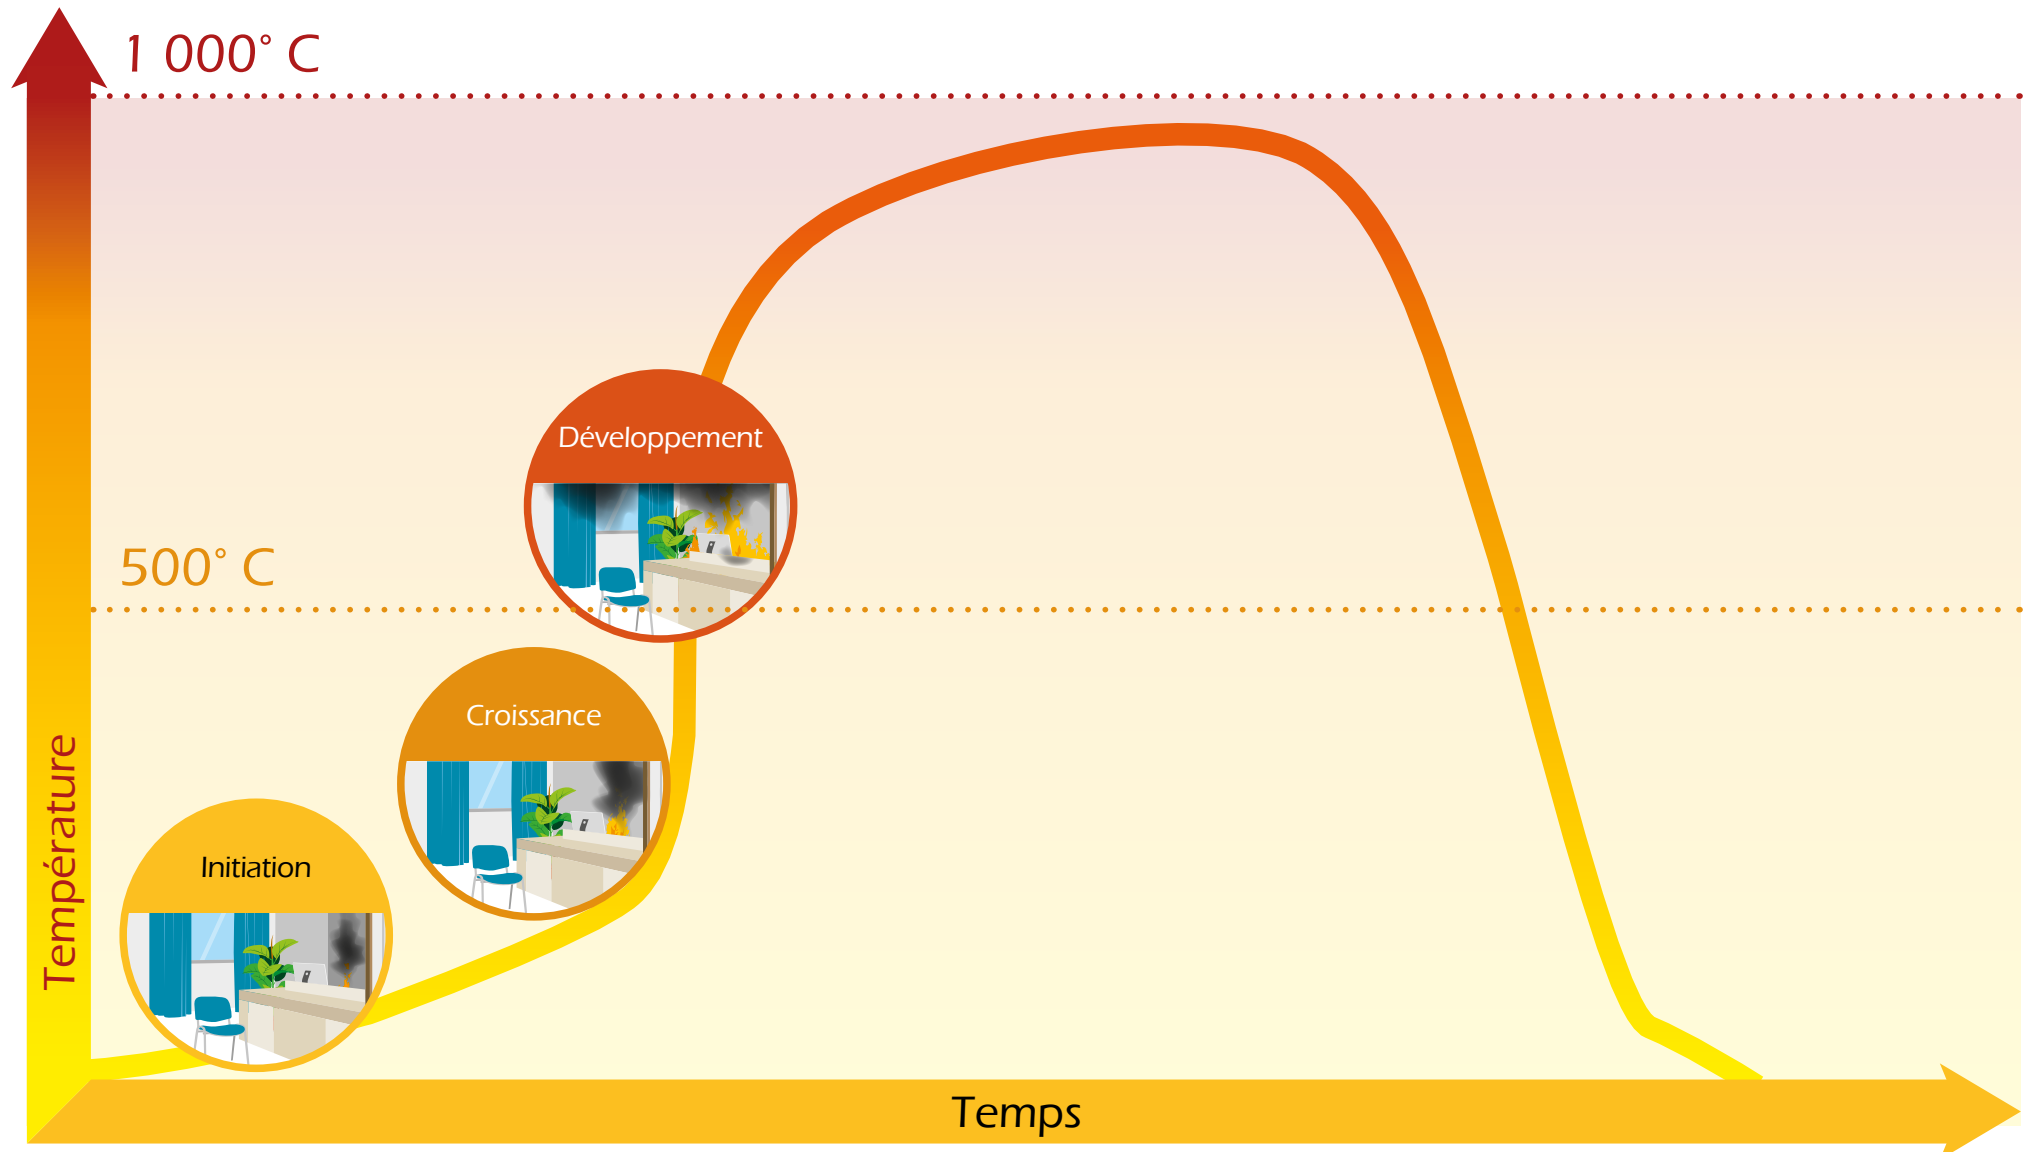 1 000° C
Développement
500° C
Croissance
Température
Initiation
Temps